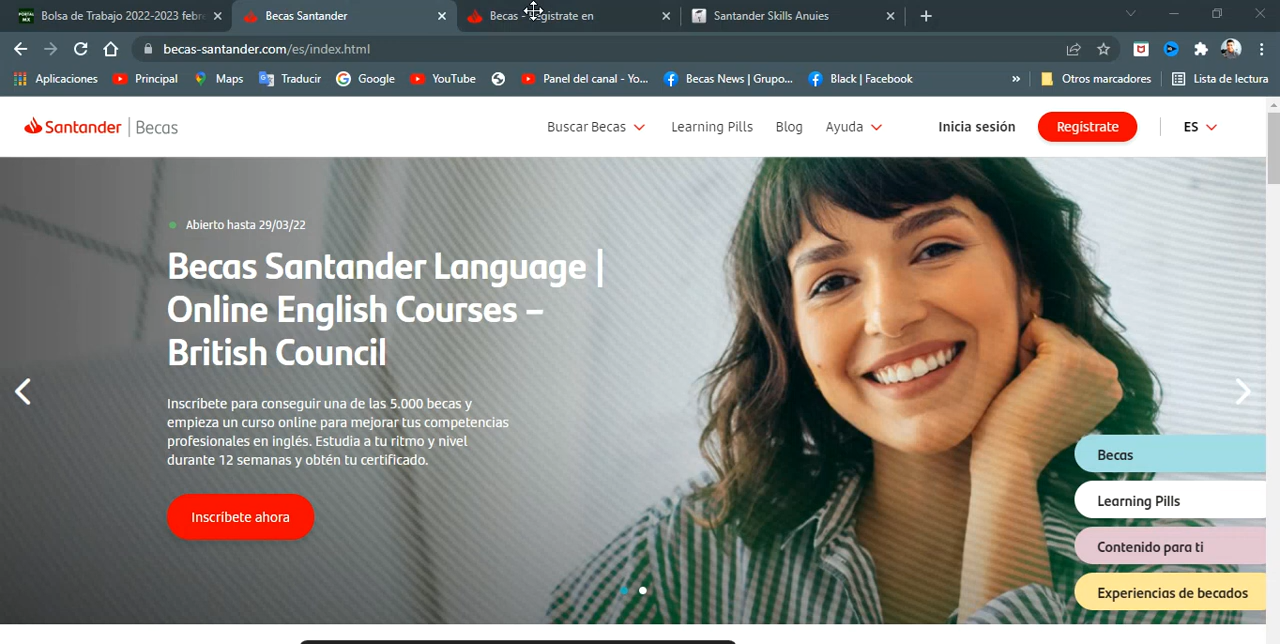 Bolsa de Trabajo 2022-2023 febre
Becas Santander
Becas - Regístrate en
Santander Skills Anuies
becas-santander.com/es/index.html
Aplicaciones
Principal
Maps
Traducir
Google
YouTube
Panel del canal - Yo...
Becas News | Grupo...
Black | Facebook
»
Otros marcadores
Lista de lectura
Santander | Becas
Buscar Becas
Learning Pills
Blog
Ayuda
Inicia sesión
Regístrate
ES
Abierto hasta 29/03/22
Becas Santander Language |
Online English Courses –
British Council
Inscríbete para conseguir una de las 5.000 becas y
empieza un curso online para mejorar tus competencias
profesionales en inglés. Estudia a tu ritmo y nivel
durante 12 semanas y obtén tu certificado.
Inscríbete ahora
Becas
Learning Pills
Contenido para ti
Experiencias de becados